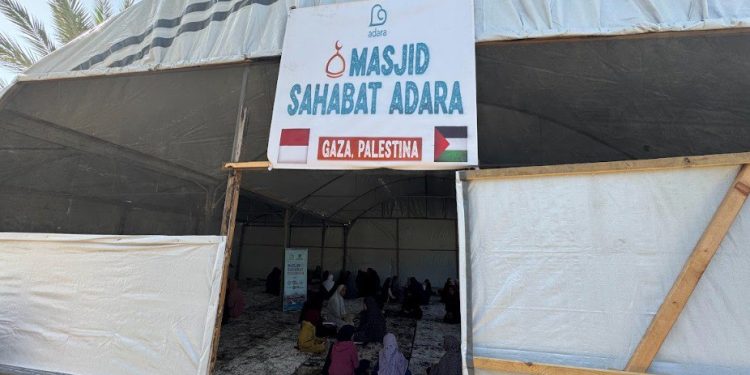 adara
MASJID
SAHABAT ADARA
GAZA, PALESTINA